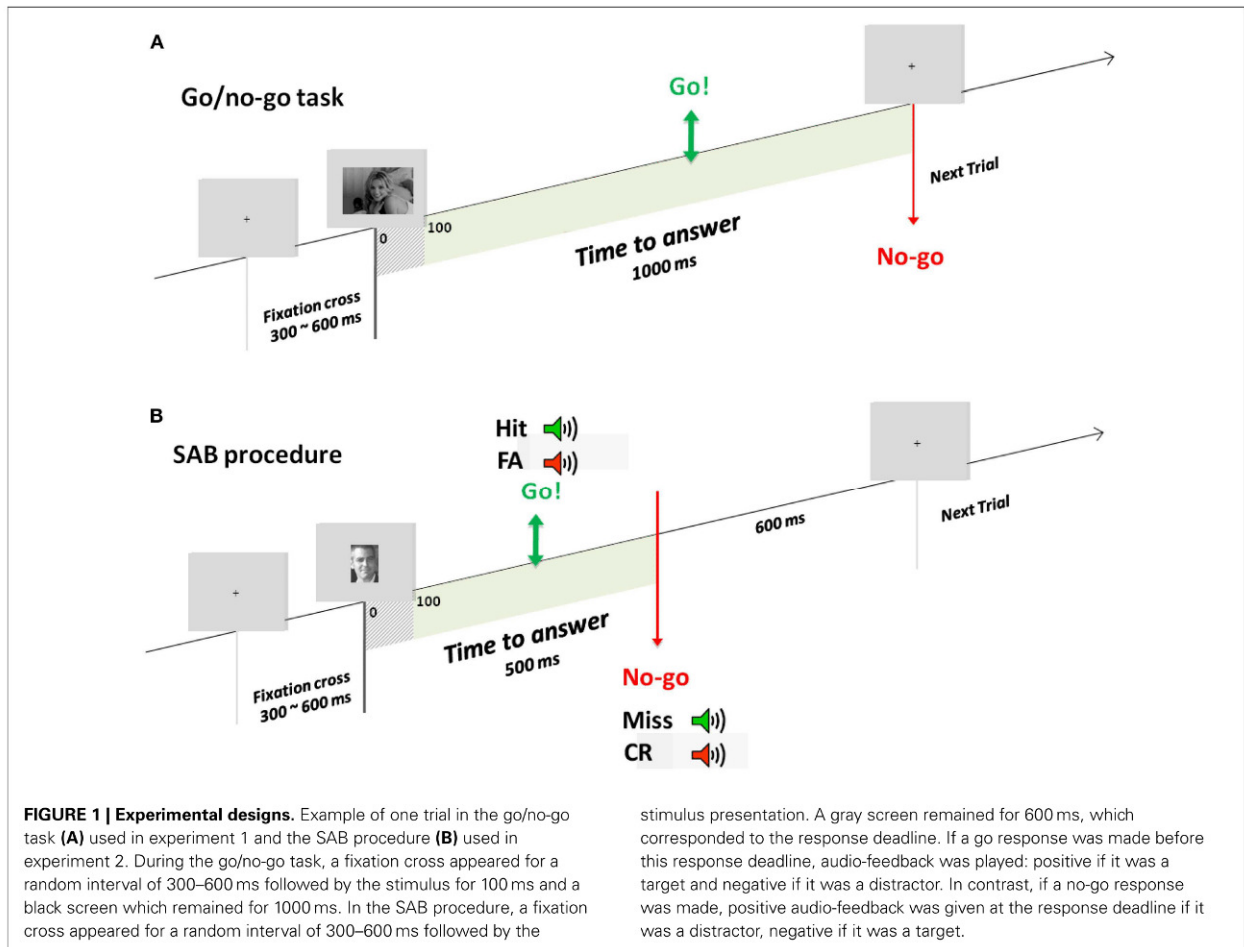 A
Go/no-go task
Go!
+
+
0
100
Next Trial
Time to answer
1000 ms
No-go
Fixation cross
300 ~ 600 ms
B
SAB procedure
Hit
FA
Go!
+
+
600 ms
Next Trial
0
100
Time to answer
500 ms
Fixation cross
300 ~ 600 ms
No-go
Miss
CR
FIGURE 1 | Experimental designs. Example of one trial in the go/no-go
task (A) used in experiment 1 and the SAB procedure (B) used in
experiment 2. During the go/no-go task, a fixation cross appeared for a
random interval of 300–600 ms followed by the stimulus for 100 ms and a
black screen which remained for 1000 ms. In the SAB procedure, a fixation
cross appeared for a random interval of 300–600 ms followed by the
stimulus presentation. A gray screen remained for 600 ms, which
corresponded to the response deadline. If a go response was made before
this response deadline, audio-feedback was played: positive if it was a
target and negative if it was a distractor. In contrast, if a no-go response
was made, positive audio-feedback was given at the response deadline if it
was a distractor, negative if it was a target.